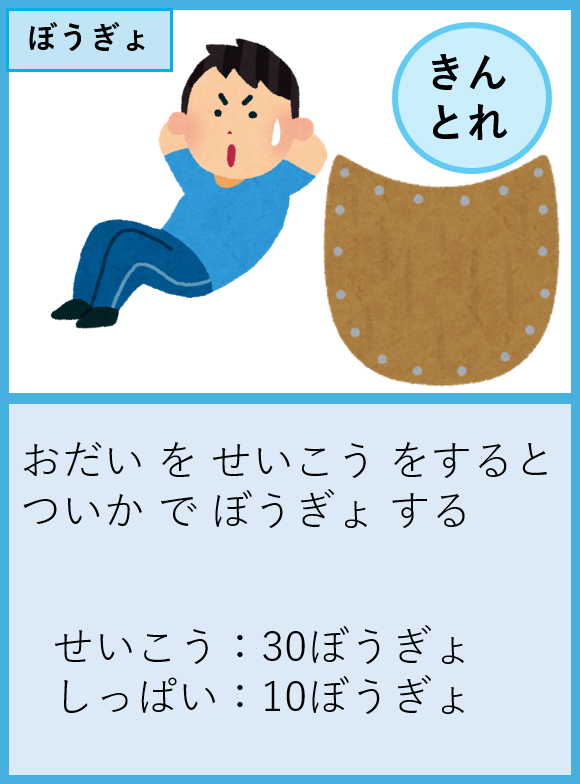 ぼうぎょ
きん
とれ
おだい を せいこう をすると
ついか で ぼうぎょ する
せいこう：30ぼうぎょ
しっぱい：10ぼうぎょ